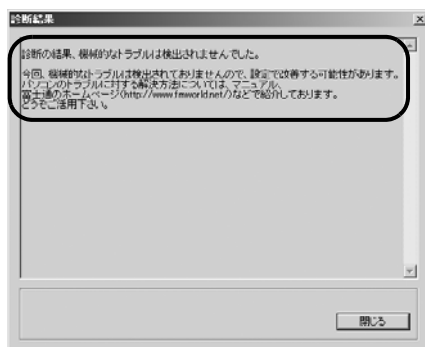 診断結果
診断の結果、機械的なトラブルは検出されませんでした。
今回、機械的なトラブルは検出されておりませんので、設定で改善する可能性があります。
パソコンのトラブルに対する解決方法については、マニュアル、
富士通のホームページ(http://www.fmworld.net/)などで紹介しております。
どうぞご活用下さい。
閉じる